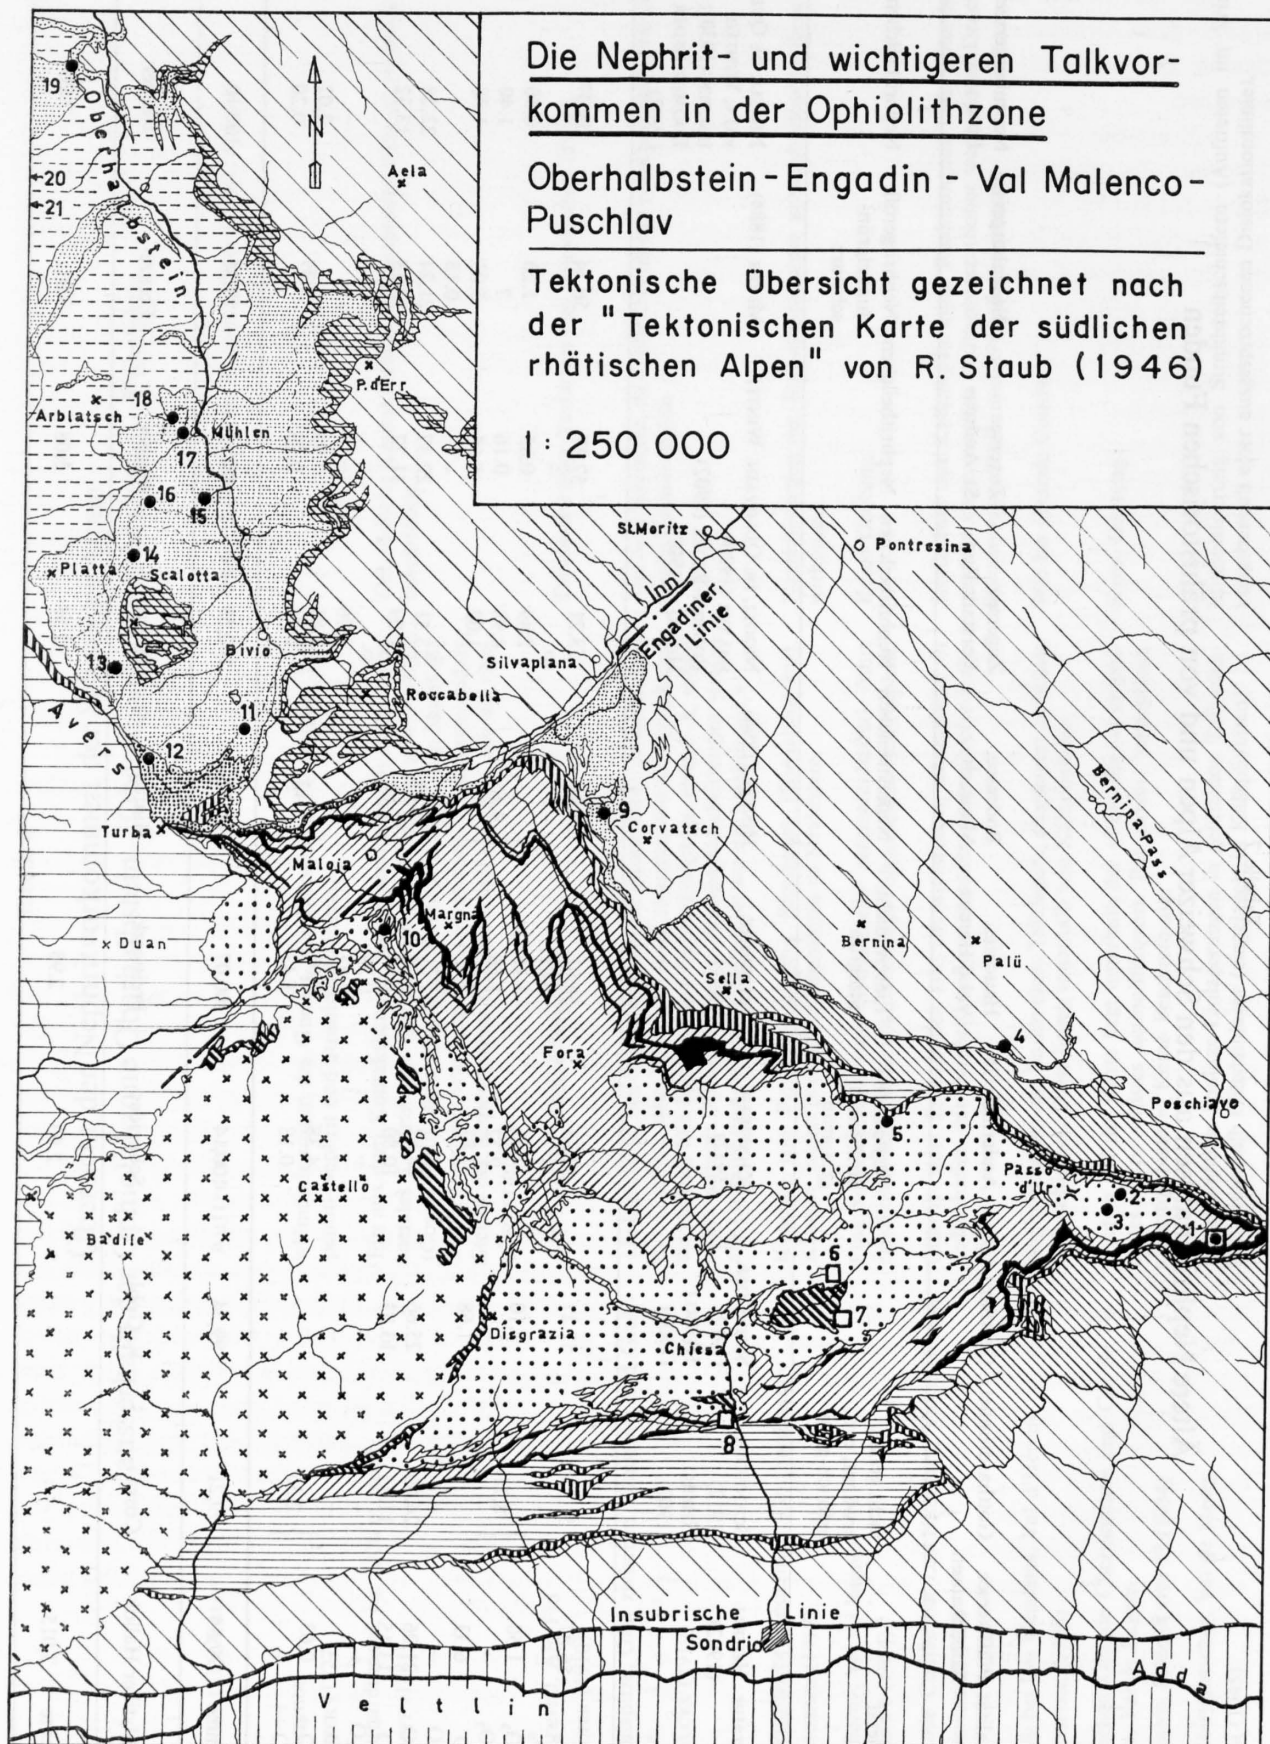 Die Nephrit- und wichtigeren Talkvor-
kommen in der Ophiolithzone
Oberhalbstein - Engadin - Val Malenco-
Puschlav
Tektonische Übersicht gezeichnet nach
der "Tektonischen Karte der südlichen
rhätischen Alpen" von R. Staub (1946)
1: 250 000
N
19
Oberhalbstein
20
21
Aela
P. d'Err
Arblatsch
18
Mühlen
17
16
15
14
Platta
Scalotta
Bivio
13
Avers
11
12
Roccabella
Turba
St.Moritz
Pontresina
Inn
Engadiner
Linie
Silvaplana
Bernina-Pass
9
Corvatsch
Maloja
Margna
10
Duan
Bernina
Palü
Sella
4
Fora
Poschiavo
5
Passo
d'Ur
2
3
1
Castello
Badile
6
7
Disgrazia
Chiesa
8
Insubrische Linie
Sondrio
Adda
Veltlin